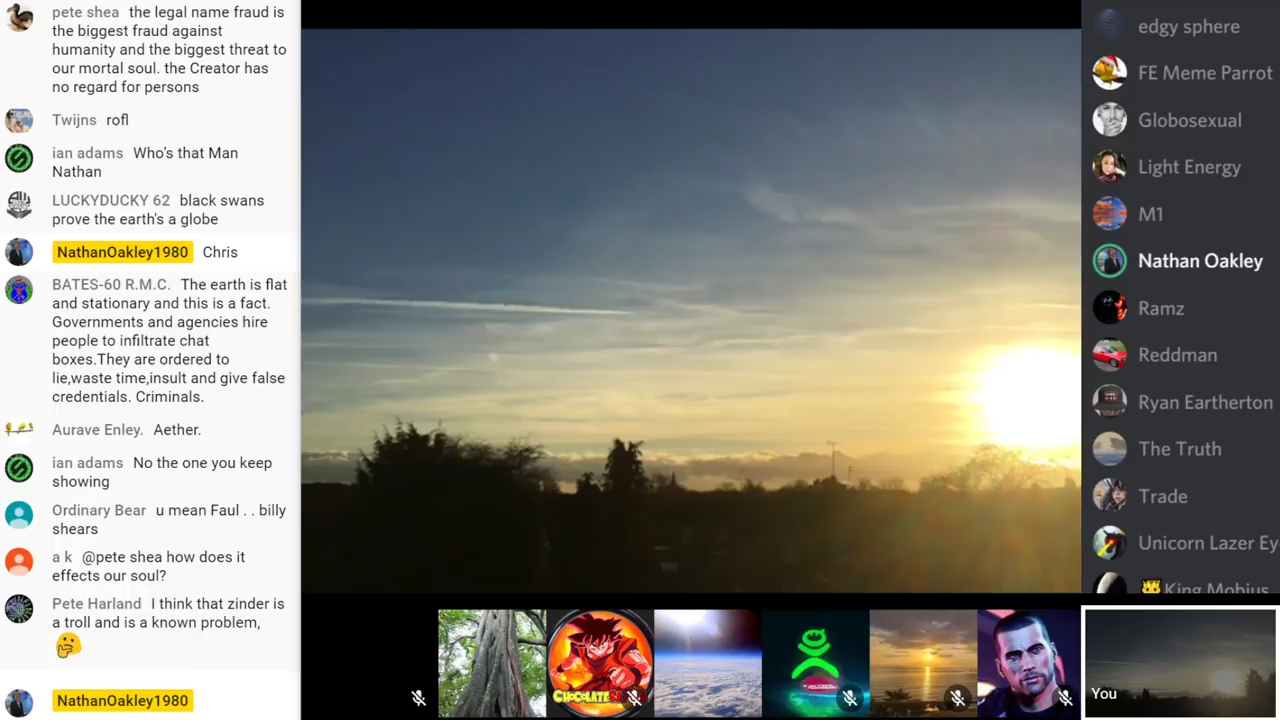 pete shea the legal name fraud is
the biggest fraud against
humanity and the biggest threat to
our mortal soul. the Creator has
no regard for persons
Twijns rofl
ian adams Who's that Man
Nathan
LUCKYDUCKY 62 black swans
prove the earth's a globe
NathanOakley1980 Chris
BATES-60 R.M.C. The earth is flat
and stationary and this is a fact.
Governments and agencies hire
people to infiltrate chat
boxes.They are ordered to
lie,waste time,insult and give false
credentials. Criminals.
Aurave Enley. Aether.
ian adams No the one you keep
showing
Ordinary Bear u mean Faul . . billy
shears
a k @pete shea how does it
effects our soul?
Pete Harland I think that zinder is
a troll and is a known problem,
🤔
NathanOakley1980
edgy sphere
FE Meme Parrot
Globosexual
Light Energy
M1
Nathan Oakley
Ramz
Reddman
Ryan Eartherton
The Truth
Trade
Unicorn Lazer Ey
👑King Mobius
You